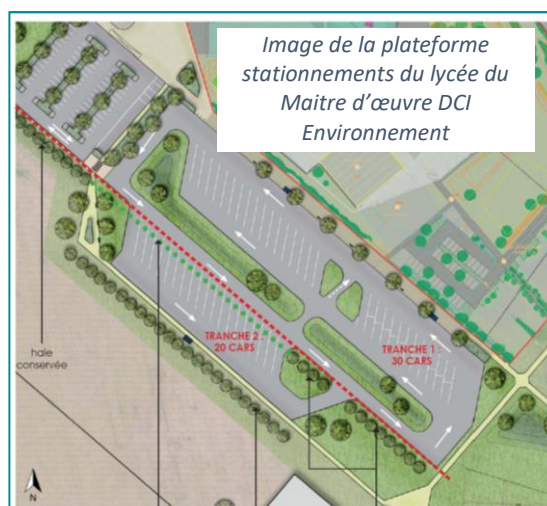 Image de la plateforme
stationnements du lycée du
Maitre d’œuvre DCI
Environnement
TRANCHE 2 :
20 CARS
TRANCHE 1 :
30 CARS
haie
conservée
N